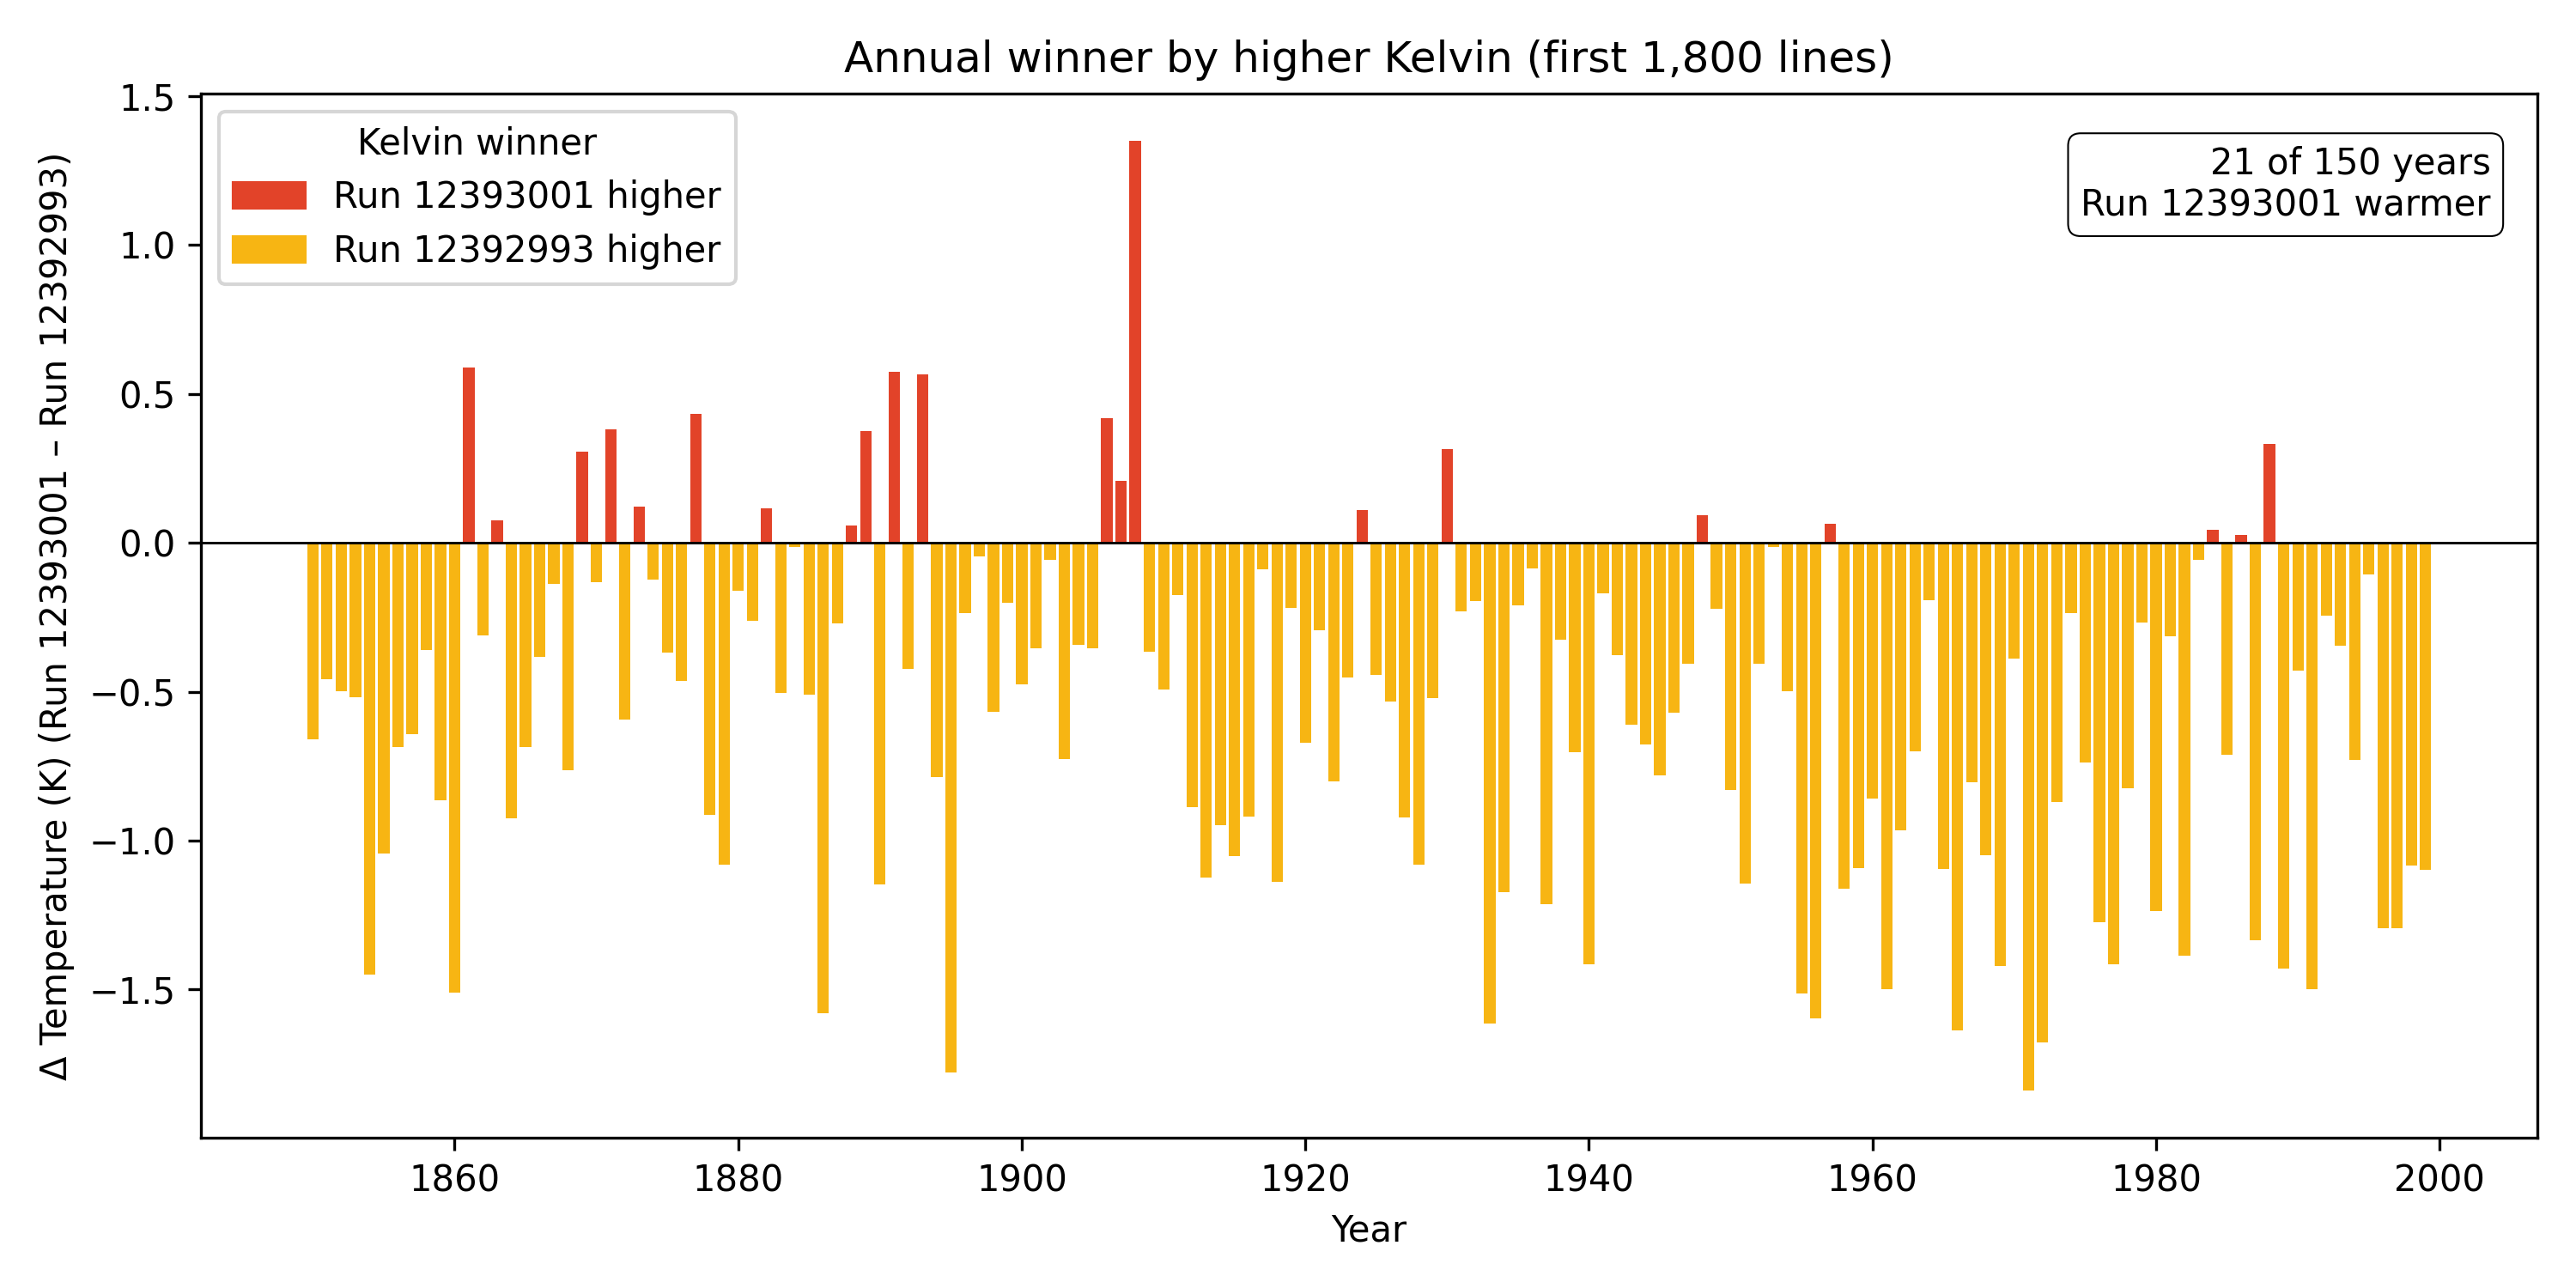 Annual winner by higher Kelvin (first 1,800 lines)
Δ Temperature (K) (Run 12393001 – Run 12392993)
1.5
1.0
0.5
0.0
−0.5
−1.0
−1.5
Kelvin winner
Run 12393001 higher
Run 12392993 higher
21 of 150 years
Run 12393001 warmer
1860 1880 1900 1920 1940 1960 1980 2000
Year